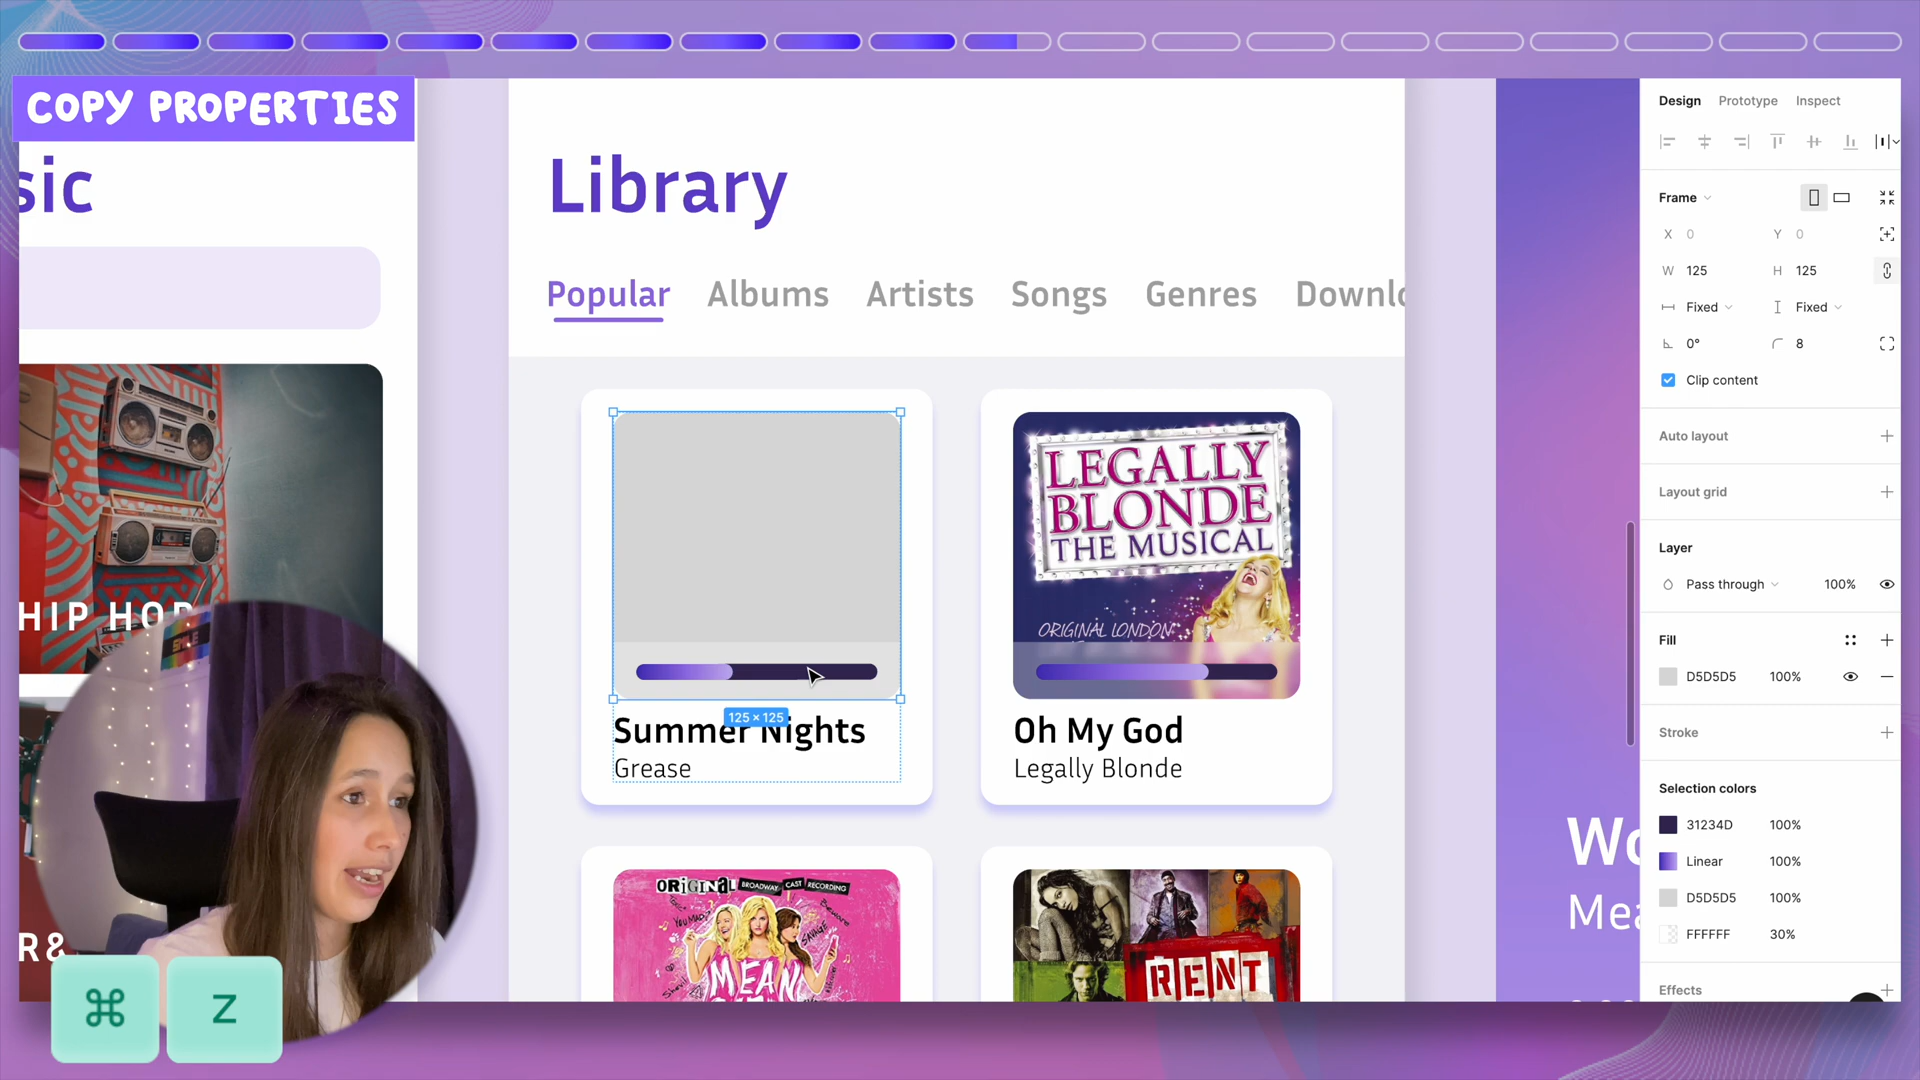 COPY PROPERTIES
sic
HIP HOP
R&
⌘
Z
Library
Popular
Albums
Artists
Songs
Genres
Downlo
125 × 125
Summer Nights
Grease
LEGALLY
BLONDE
THE MUSICAL
ORIGINAL LONDON
Oh My God
Legally Blonde
ORiGiNAL BROADWAY CAST RECORDING
MEAN
RENT
Wo
Mea
Design
Prototype
Inspect
Frame
X 0
Y 0
W 125
H 125
Fixed
Fixed
0°
8
Clip content
Auto layout
Layout grid
Layer
Pass through
100%
Fill
D5D5D5
100%
Stroke
Selection colors
31234D 100%
Linear 100%
D5D5D5 100%
FFFFFF 30%
Effects